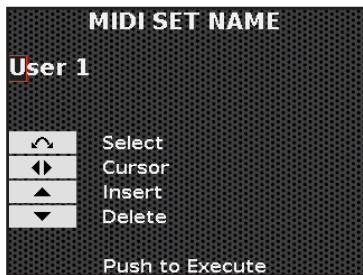 MIDI SET NAME
User 1
Select
Cursor
Insert
Delete
Push to Execute